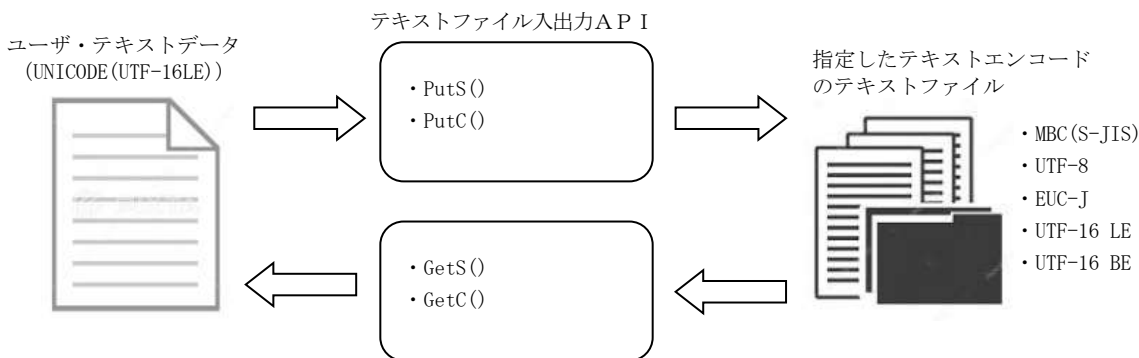 テキストファイル入出力ＡＰＩ
ユーザ・テキストデータ
(UNICODE(UTF-16LE))
・PutS()
・PutC()
指定したテキストエンコード
のテキストファイル
・MBC(S-JIS)
・UTF-8
・EUC-J
・UTF-16 LE
・UTF-16 BE
・GetS()
・GetC()